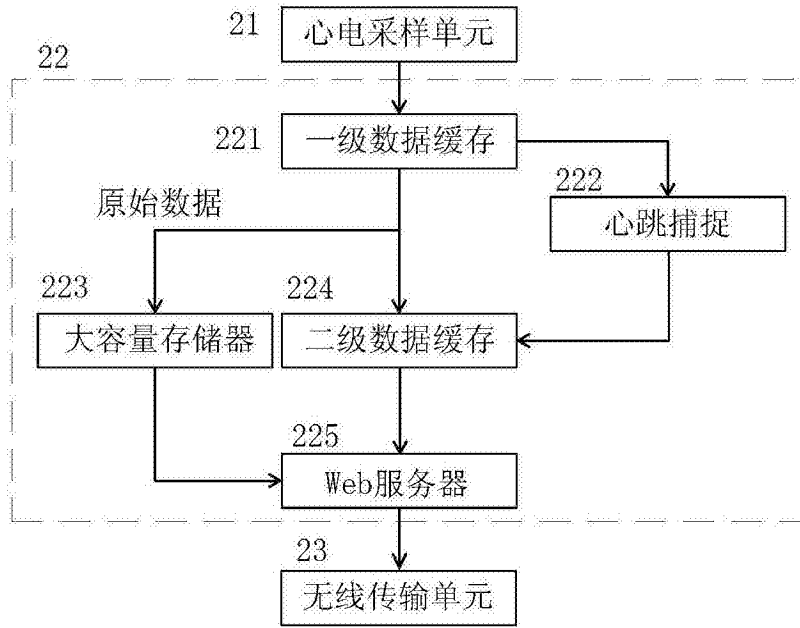 21
心电采样单元
22
221
一级数据缓存
222
心跳捕捉
原始数据
223
大容量存储器
224
二级数据缓存
225
Web服务器
23
无线传输单元